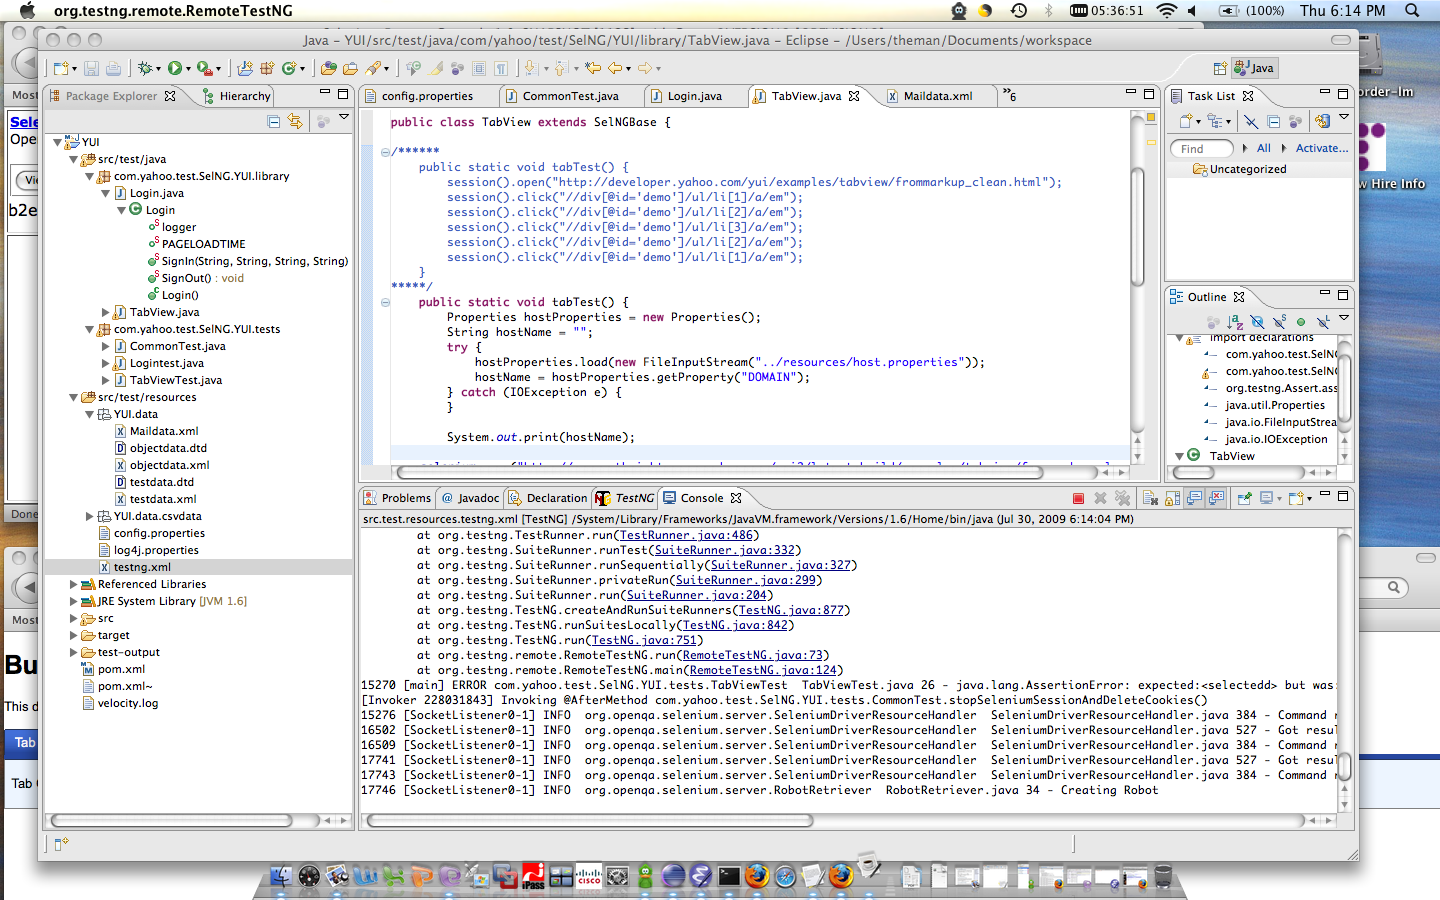 org.testng.remote.RemoteTestNG
05:36:51
(100%)
Thu 6:14 PM
Java - YUI/src/test/java/com/yahoo/test/SelNG/YUI/library/TabView.java - Eclipse - /Users/theman/Documents/workspace
Java
Package Explorer
Hierarchy
YUI
src/test/java
com.yahoo.test.SelNG.YUI.library
Login.java
Login
logger
PAGELOADTIME
SignIn(String, String, String, String)
SignOut() : void
Login()
TabView.java
com.yahoo.test.SelNG.YUI.tests
CommonTest.java
Logintest.java
TabViewTest.java
src/test/resources
YUI.data
Maildata.xml
objectdata.dtd
objectdata.xml
testdata.dtd
testdata.xml
YUI.data.csvdata
config.properties
log4j.properties
testng.xml
Referenced Libraries
JRE System Library [JVM 1.6]
src
target
test-output
pom.xml
pom.xml~
velocity.log
config.properties
CommonTest.java
Login.java
TabView.java
Maildata.xml
»6
public class TabView extends SelNGBase {
/******
public static void tabTest() {
session().open("http://developer.yahoo.com/yui/examples/tabview/frommarkup_clean.html");
session().click("//div[@id='demo']/ul/li[1]/a/em");
session().click("//div[@id='demo']/ul/li[2]/a/em");
session().click("//div[@id='demo']/ul/li[3]/a/em");
session().click("//div[@id='demo']/ul/li[2]/a/em");
session().click("//div[@id='demo']/ul/li[1]/a/em");
}
*****/
public static void tabTest() {
Properties hostProperties = new Properties();
String hostName = "";
try {
hostProperties.load(new FileInputStream("../resources/host.properties"));
hostName = hostProperties.getProperty("DOMAIN");
} catch (IOException e) {
}
System.out.print(hostName);
Task List
Find
All
Activate...
Uncategorized
Outline
import declarations
com.yahoo.test.SelNG
com.yahoo.test.SelNG
org.testng.Assert.ass
java.util.Properties
java.io.FileInputStrea
java.io.IOException
TabView
Problems
@ Javadoc
Declaration
TestNG
Console
src.test.resources.testng.xml [TestNG] /System/Library/Frameworks/JavaVM.framework/Versions/1.6/Home/bin/java (Jul 30, 2009 6:14:04 PM)
at org.testng.TestRunner.run(TestRunner.java:486)
at org.testng.SuiteRunner.runTest(SuiteRunner.java:332)
at org.testng.SuiteRunner.runSequentially(SuiteRunner.java:327)
at org.testng.SuiteRunner.privateRun(SuiteRunner.java:299)
at org.testng.SuiteRunner.run(SuiteRunner.java:204)
at org.testng.TestNG.createAndRunSuiteRunners(TestNG.java:877)
at org.testng.TestNG.runSuitesLocally(TestNG.java:842)
at org.testng.TestNG.run(TestNG.java:751)
at org.testng.remote.RemoteTestNG.run(RemoteTestNG.java:73)
at org.testng.remote.RemoteTestNG.main(RemoteTestNG.java:124)
15270 [main] ERROR com.yahoo.test.SelNG.YUI.tests.TabViewTest  TabViewTest.java 26 - java.lang.AssertionError: expected:<selectedd> but was:
[Invoker 228031843] Invoking @AfterMethod com.yahoo.test.SelNG.YUI.tests.CommonTest.stopSeleniumSessionAndDeleteCookies()
15276 [SocketListener0-1] INFO  org.openqa.selenium.server.SeleniumDriverResourceHandler  SeleniumDriverResourceHandler.java 384 - Command r
16502 [SocketListener0-1] INFO  org.openqa.selenium.server.SeleniumDriverResourceHandler  SeleniumDriverResourceHandler.java 527 - Got resul
16509 [SocketListener0-1] INFO  org.openqa.selenium.server.SeleniumDriverResourceHandler  SeleniumDriverResourceHandler.java 384 - Command r
17741 [SocketListener0-1] INFO  org.openqa.selenium.server.SeleniumDriverResourceHandler  SeleniumDriverResourceHandler.java 527 - Got resul
17743 [SocketListener0-1] INFO  org.openqa.selenium.server.SeleniumDriverResourceHandler  SeleniumDriverResourceHandler.java 384 - Command r
17746 [SocketListener0-1] INFO  org.openqa.selenium.server.RobotRetriever  RobotRetriever.java 34 - Creating Robot
Most
Sele
Ope
Vi
b2e
Done
Most
Bu
This d
Tab
Tab
order-lm
w Hire Info
iPass
CISCO